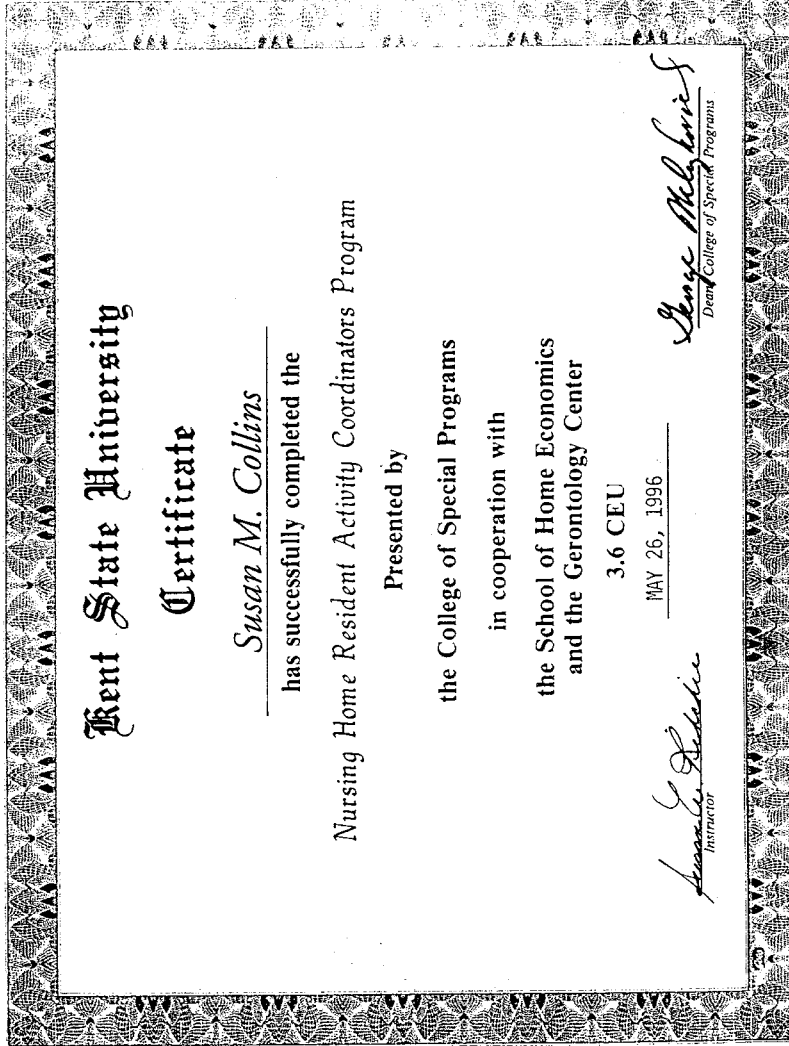 Kent State University
Certificate
Susan M. Collins
has successfully completed the
Nursing Home Resident Activity Coordinators Program
Presented by
the College of Special Programs
in cooperation with
the School of Home Economics
and the Gerontology Center
3.6 CEU
MAY 26, 1996
Instructor
George
Dean, College of Special Programs